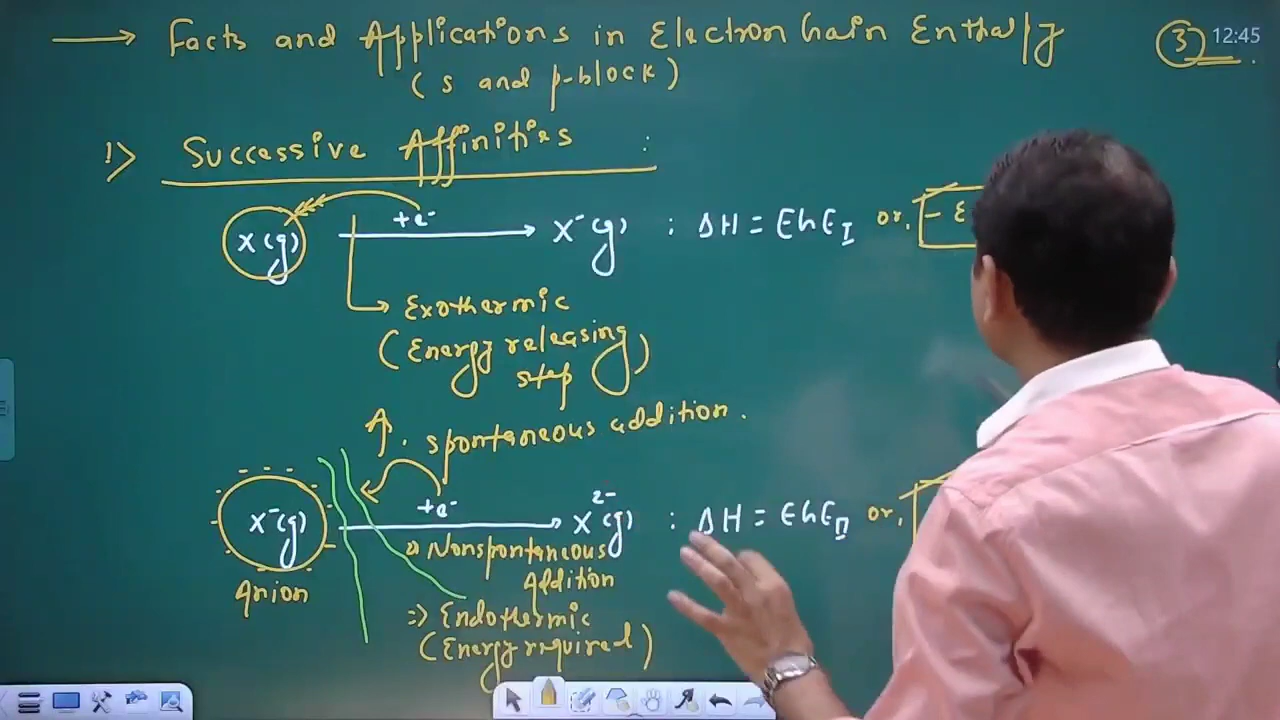 → Facts and Applications in Electron Gain Enthalpy ③ 12:45
(s and p-block)
1> Successive Affinities :
X(g) +e⁻ → X⁻(g) : ΔH = EGE_I or, - E
Exothermic
(Energy releasing
step)
↑. spontaneous addition.
X⁻(g) +e⁻ → X²⁻(g) : ΔH = EGE_II or,
Anion
Nonspontaneous
Addition
⇒ Endothermic
(Energy required)